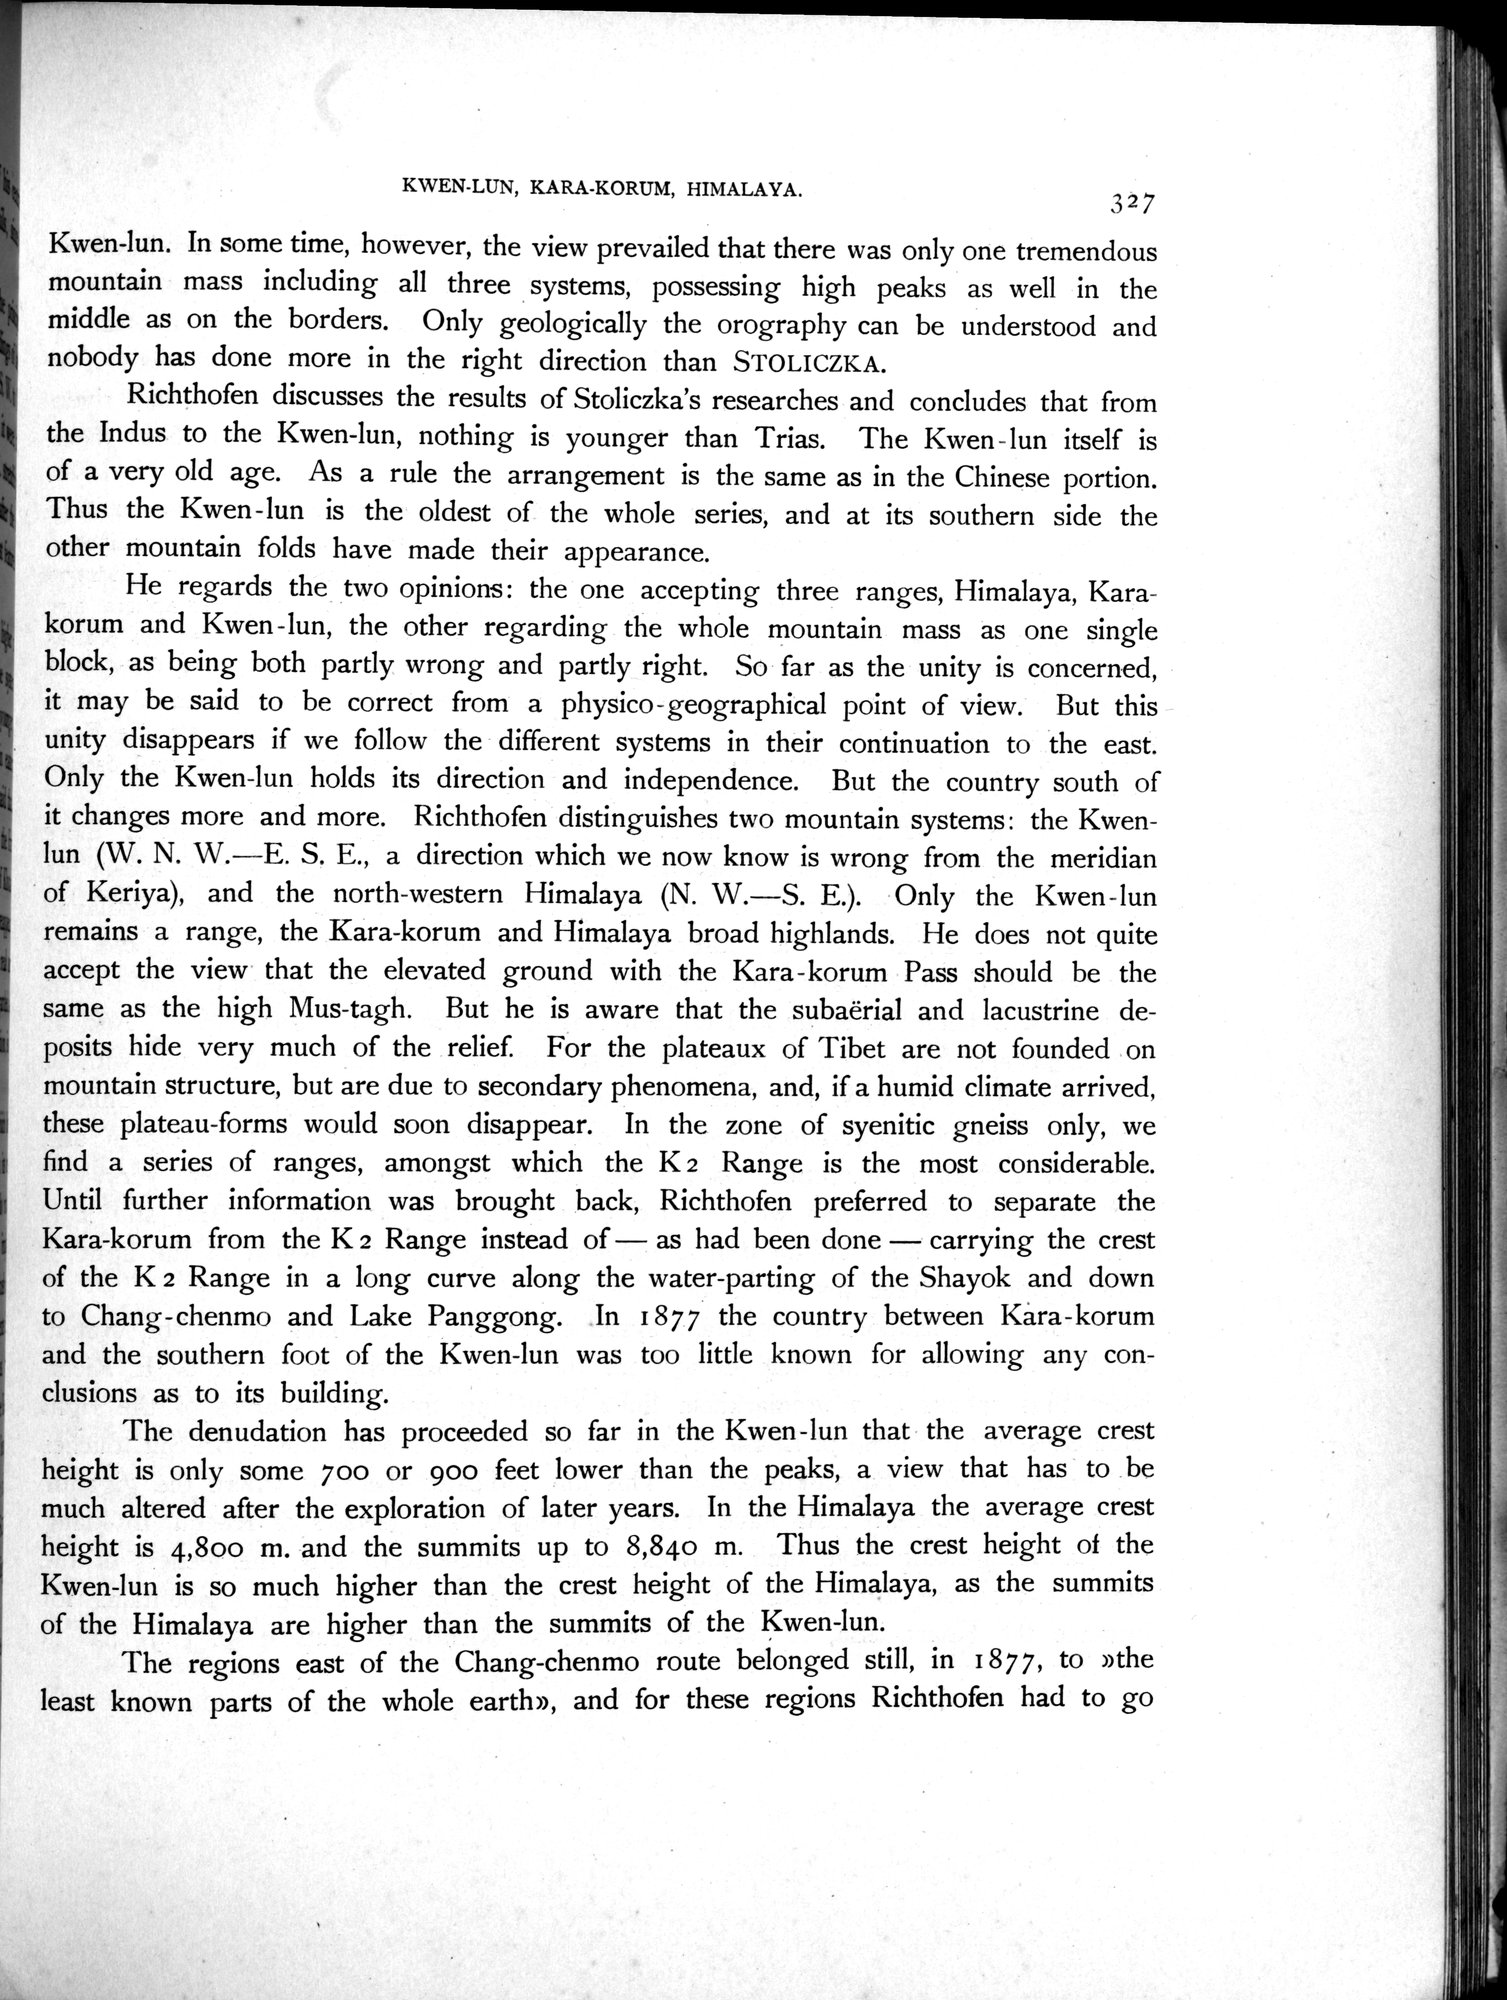 KWEN-LUN, KARA-KORUM, HIMALAYA.
327
Kwen-lun. In some time, however, the view prevailed that there was only one tremendous
mountain mass including all three systems, possessing high peaks as well in the
middle as on the borders. Only geologically the orography can be understood and
nobody has done more in the right direction than STOLICZKA.
Richthofen discusses the results of Stoliczka's researches and concludes that from
the Indus to the Kwen-lun, nothing is younger than Trias. The Kwen-lun itself is
of a very old age. As a rule the arrangement is the same as in the Chinese portion.
Thus the Kwen-lun is the oldest of the whole series, and at its southern side the
other mountain folds have made their appearance.
He regards the two opinions: the one accepting three ranges, Himalaya, Kara-
korum and Kwen-lun, the other regarding the whole mountain mass as one single
block, as being both partly wrong and partly right. So far as the unity is concerned,
it may be said to be correct from a physico-geographical point of view. But this
unity disappears if we follow the different systems in their continuation to the east.
Only the Kwen-lun holds its direction and independence. But the country south of
it changes more and more. Richthofen distinguishes two mountain systems: the Kwen-
lun (W. N. W.—E. S. E., a direction which we now know is wrong from the meridian
of Keriya), and the north-western Himalaya (N. W.—S. E.). Only the Kwen-lun
remains a range, the Kara-korum and Himalaya broad highlands. He does not quite
accept the view that the elevated ground with the Kara-korum Pass should be the
same as the high Mus-tagh. But he is aware that the subaërial and lacustrine de-
posits hide very much of the relief. For the plateaux of Tibet are not founded on
mountain structure, but are due to secondary phenomena, and, if a humid climate arrived,
these plateau-forms would soon disappear. In the zone of syenitic gneiss only, we
find a series of ranges, amongst which the K2 Range is the most considerable.
Until further information was brought back, Richthofen preferred to separate the
Kara-korum from the K2 Range instead of — as had been done — carrying the crest
of the K2 Range in a long curve along the water-parting of the Shayok and down
to Chang-chenmo and Lake Panggong. In 1877 the country between Kara-korum
and the southern foot of the Kwen-lun was too little known for allowing any con-
clusions as to its building.
The denudation has proceeded so far in the Kwen-lun that the average crest
height is only some 700 or 900 feet lower than the peaks, a view that has to be
much altered after the exploration of later years. In the Himalaya the average crest
height is 4,800 m. and the summits up to 8,840 m. Thus the crest height of the
Kwen-lun is so much higher than the crest height of the Himalaya, as the summits
of the Himalaya are higher than the summits of the Kwen-lun.
The regions east of the Chang-chenmo route belonged still, in 1877, to »the
least known parts of the whole earth», and for these regions Richthofen had to go